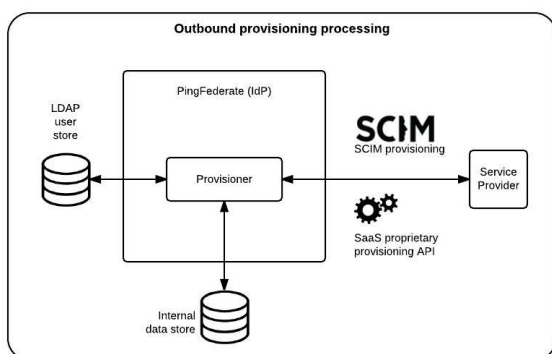 Outbound provisioning processing
PingFederate (IdP)
LDAP
user
store
Provisioner
SCIM
SCIM provisioning
Service
Provider
SaaS proprietary
provisioning API
Internal
data store